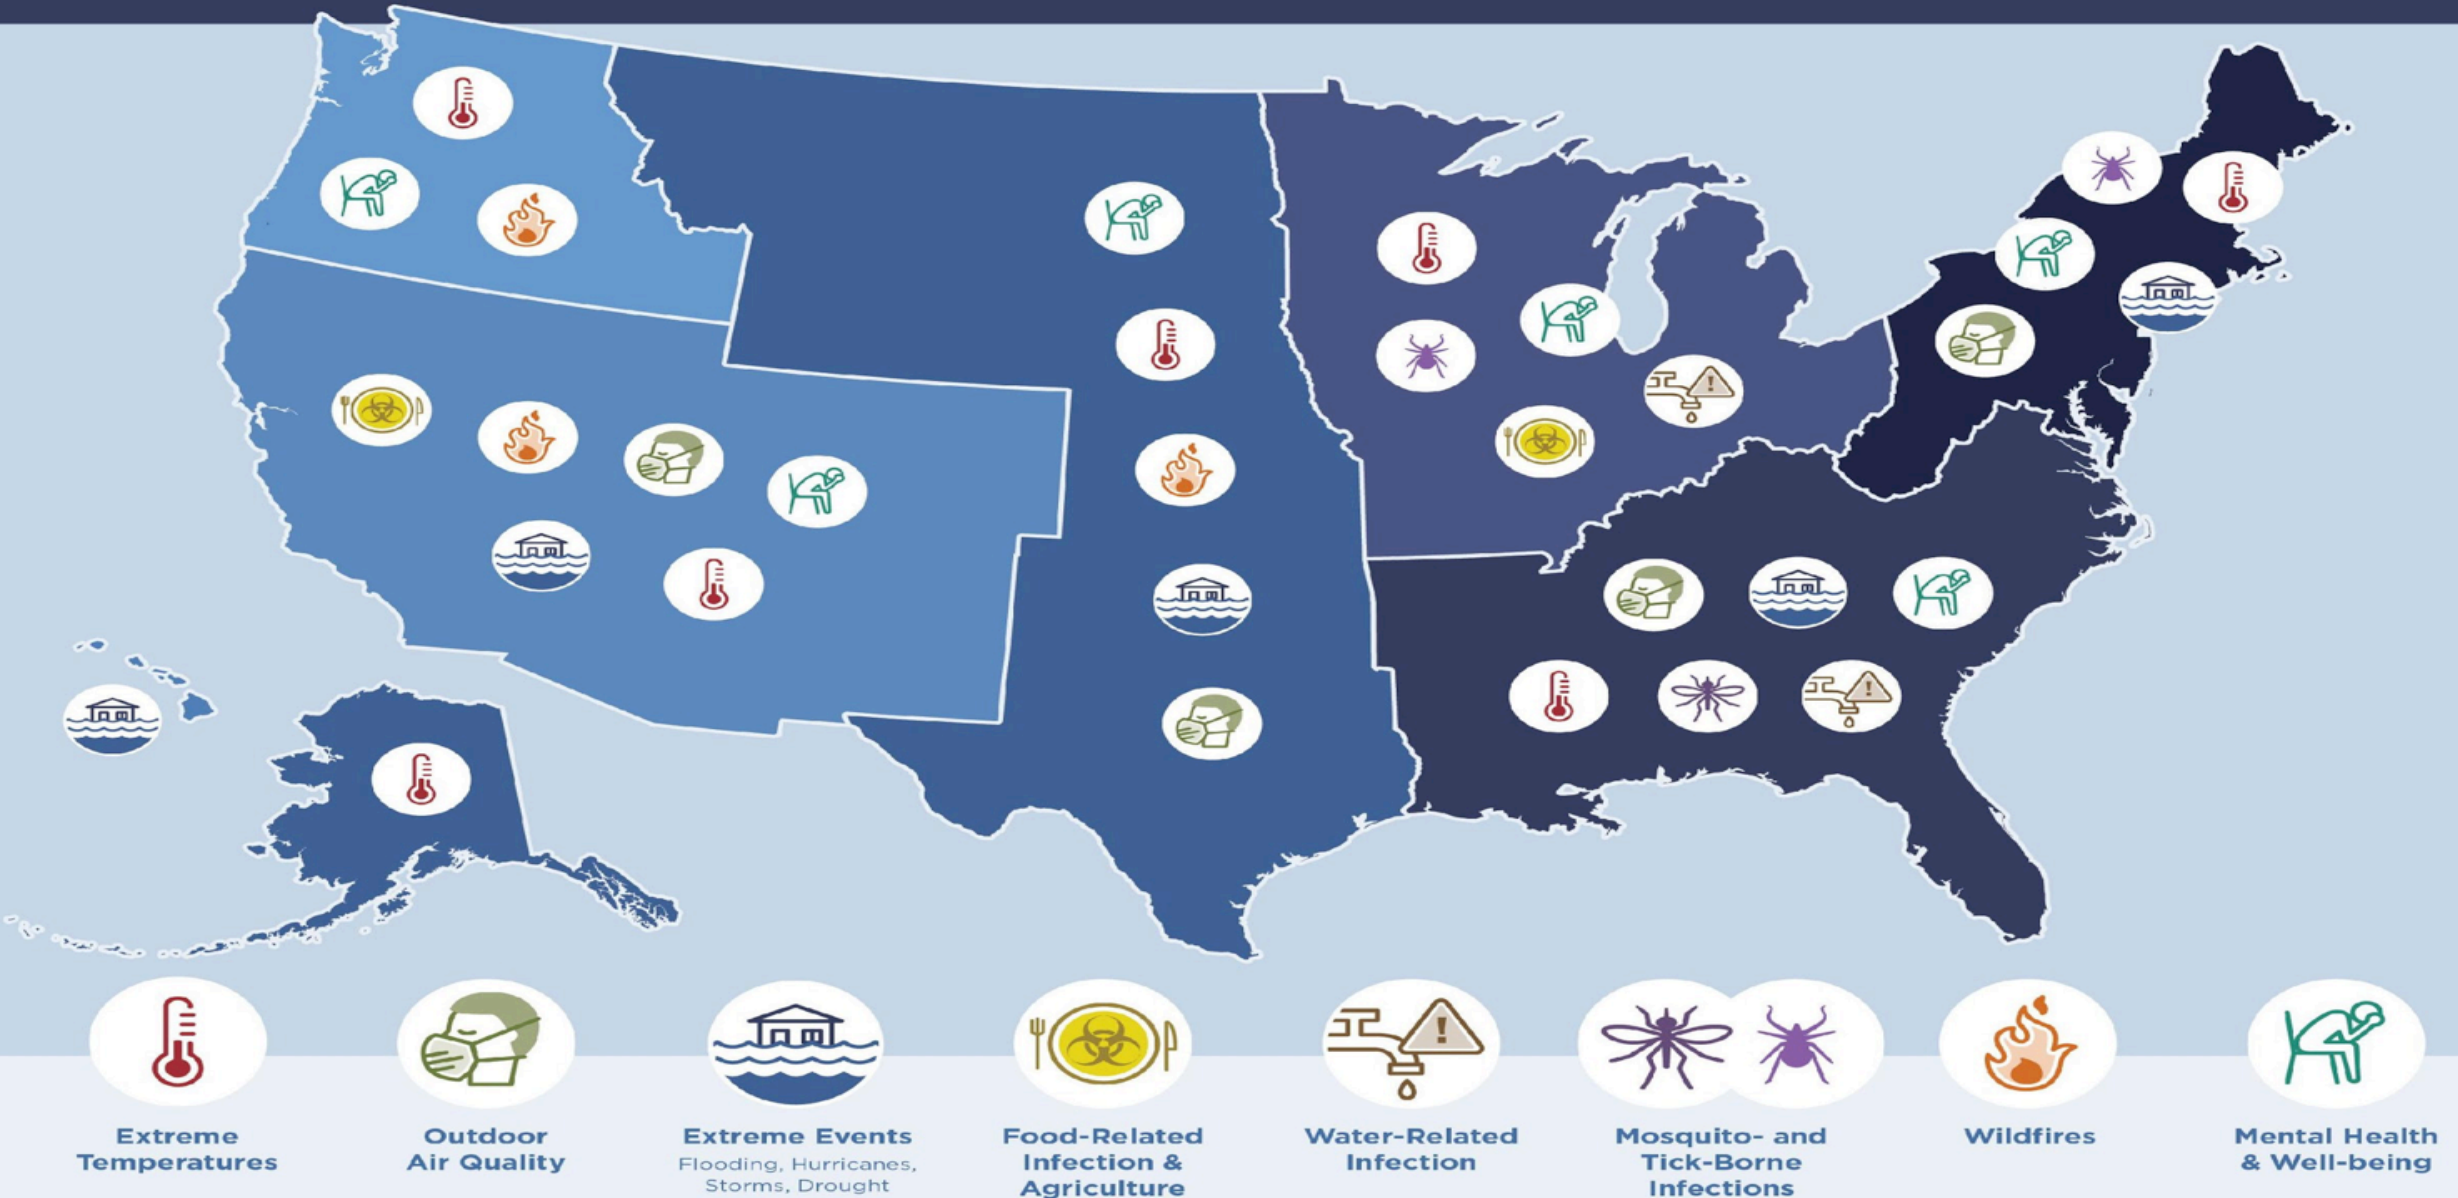 Extreme
Temperatures
Outdoor
Air Quality
Extreme Events
Flooding, Hurricanes,
Storms, Drought
Food-Related
Infection &
Agriculture
Water-Related
Infection
Mosquito- and
Tick-Borne
Infections
Wildfires
Mental Health
& Well-being